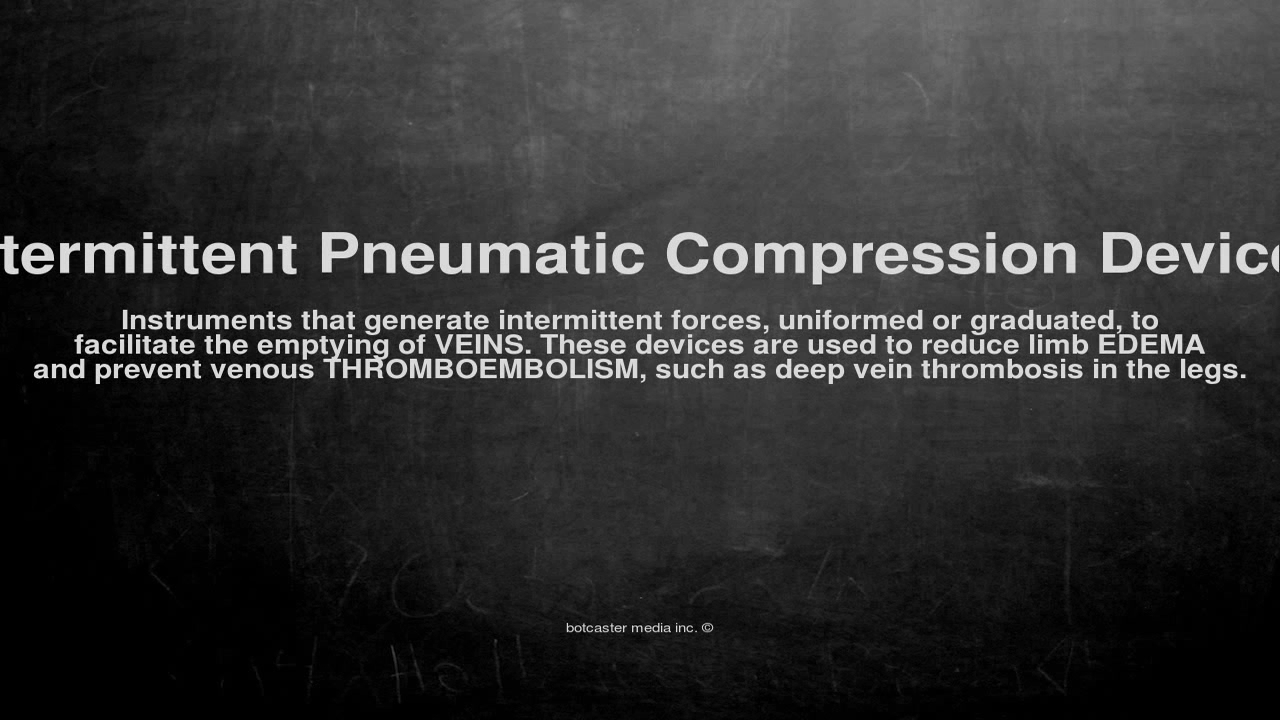 termittent Pneumatic Compression Device
Instruments that generate intermittent forces, uniformed or graduated, to
facilitate the emptying of VEINS. These devices are used to reduce limb EDEMA
and prevent venous THROMBOEMBOLISM, such as deep vein thrombosis in the legs.
botcaster media inc. ©